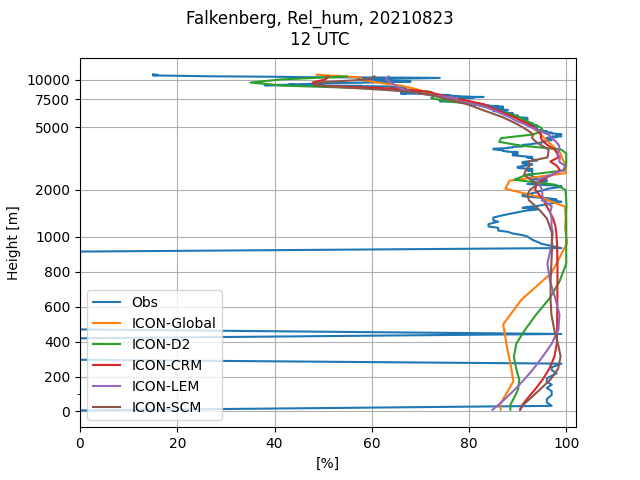 Falkenberg, Rel_hum, 20210823
12 UTC
10000
7500
5000
2000
1000
800
600
400
200
0
Height [m]
Obs
ICON-Global
ICON-D2
ICON-CRM
ICON-LEM
ICON-SCM
0 20 40 60 80 100
[%]